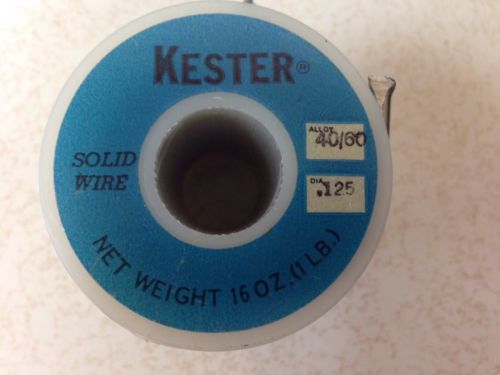 KESTER®
ALLOY
40/60
SOLID
WIRE
DIA.
.125
NET WEIGHT 16 OZ. (1 LB.)